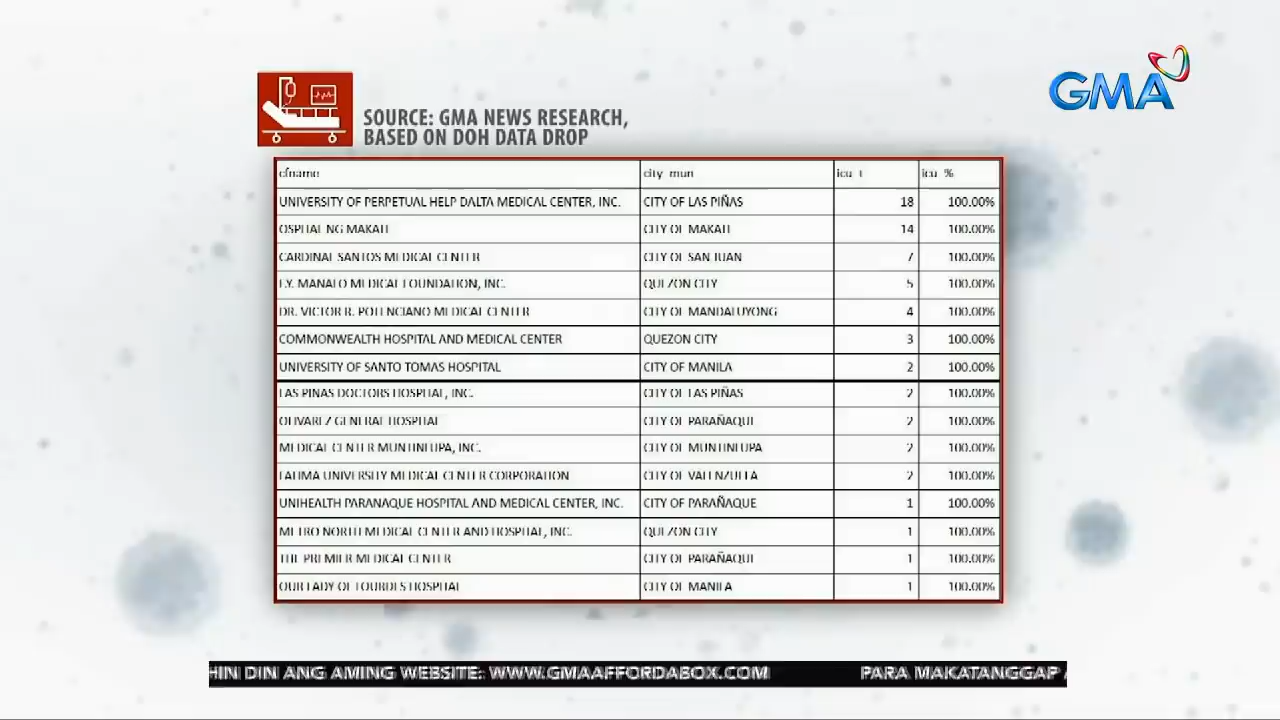 GMA
SOURCE: GMA NEWS RESEARCH,
BASED ON DOH DATA DROP
cfname city_mun icu_t icu_%
UNIVERSITY OF PERPETUAL HELP DALTA MEDICAL CENTER, INC. CITY OF LAS PIÑAS 18 100.00%
OSPITAL NG MAKATI CITY OF MAKATI 14 100.00%
CARDINAL SANTOS MEDICAL CENTER CITY OF SAN JUAN 7 100.00%
F.Y. MANALO MEDICAL FOUNDATION, INC. QUEZON CITY 5 100.00%
DR. VICTOR R. POTENCIANO MEDICAL CENTER CITY OF MANDALUYONG 4 100.00%
COMMONWEALTH HOSPITAL AND MEDICAL CENTER QUEZON CITY 3 100.00%
UNIVERSITY OF SANTO TOMAS HOSPITAL CITY OF MANILA 2 100.00%
LAS PINAS DOCTORS HOSPITAL, INC. CITY OF LAS PIÑAS 2 100.00%
OLIVAREZ GENERAL HOSPITAL CITY OF PARAÑAQUE 2 100.00%
MEDICAL CENTER MUNTINLUPA, INC. CITY OF MUNTINLUPA 2 100.00%
FATIMA UNIVERSITY MEDICAL CENTER CORPORATION CITY OF VALENZUELA 2 100.00%
UNIHEALTH PARANAQUE HOSPITAL AND MEDICAL CENTER, INC. CITY OF PARAÑAQUE 1 100.00%
METRO NORTH MEDICAL CENTER AND HOSPITAL, INC. QUEZON CITY 1 100.00%
THE PREMIER MEDICAL CENTER CITY OF PARAÑAQUE 1 100.00%
OUR LADY OF LOURDES HOSPITAL CITY OF MANILA 1 100.00%
HIN DIN ANG AMING WEBSITE: WWW.GMAAFFORDABOX.COM PARA MAKATANGGAP